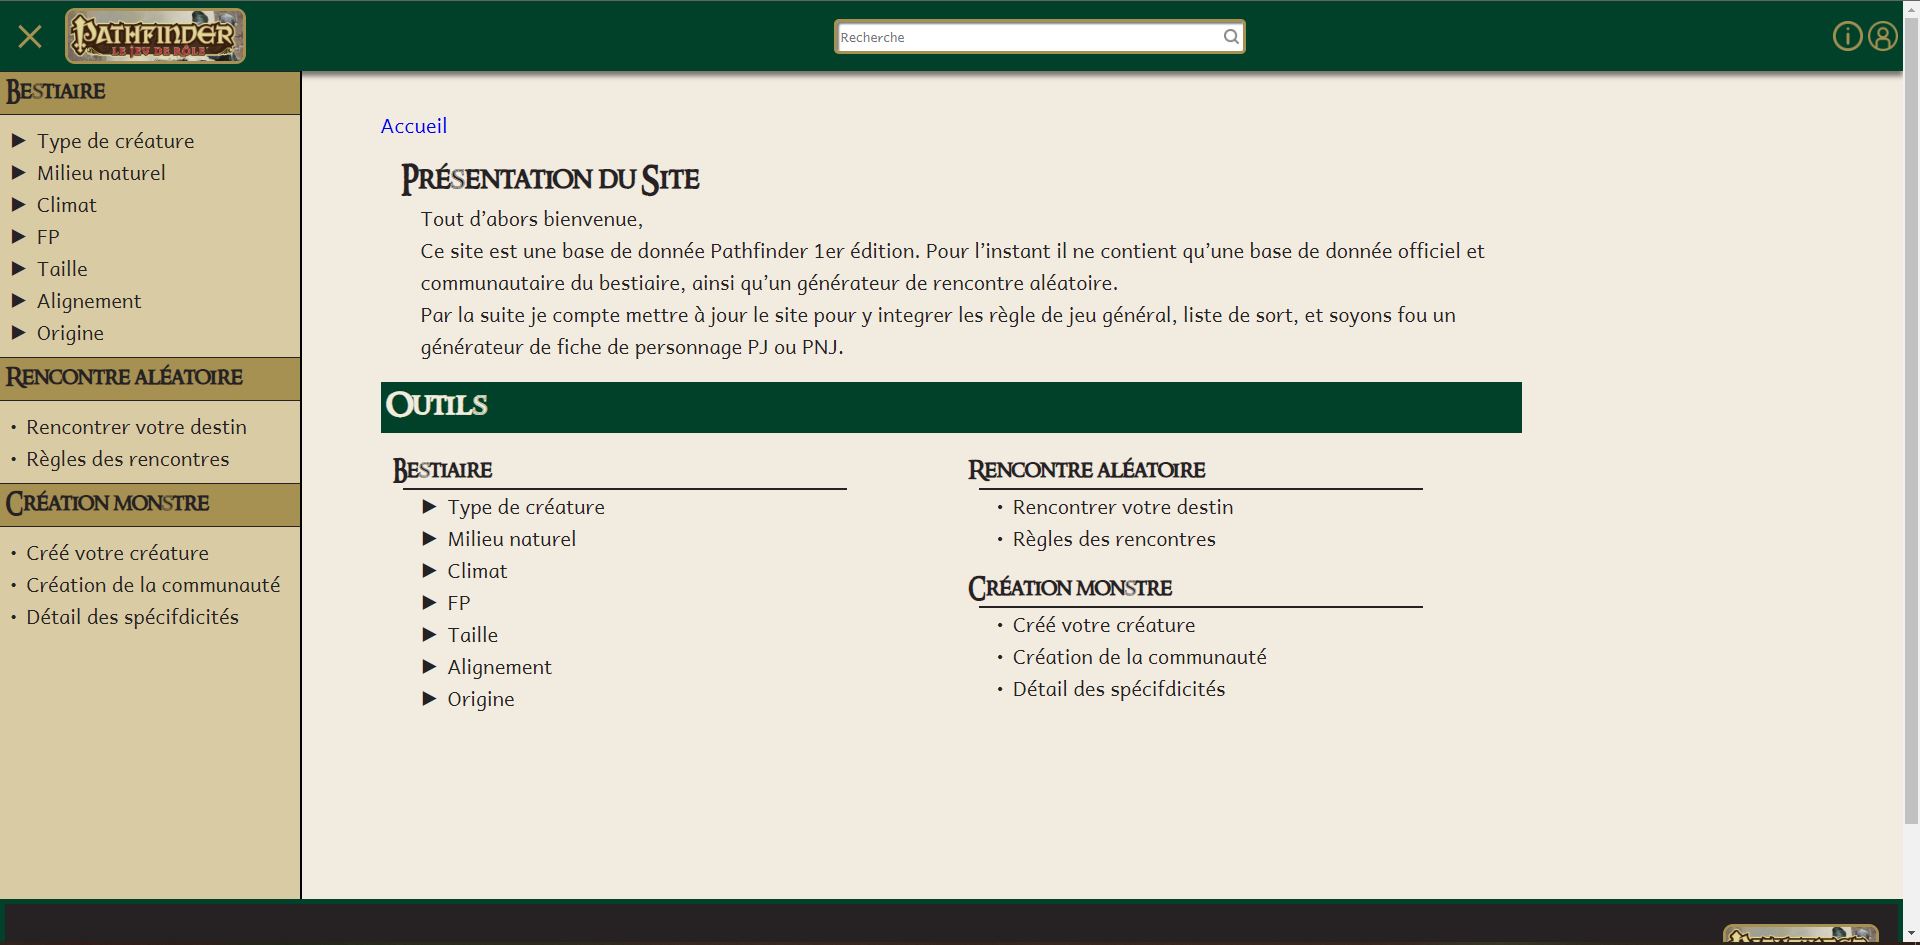 PATHFINDER
LE JEU DE RÔLE
Recherche
BESTIAIRE
Type de créature
Milieu naturel
Climat
FP
Taille
Alignement
Origine
RENCONTRE ALÉATOIRE
• Rencontrer votre destin
• Règles des rencontres
CRÉATION MONSTRE
• Créé votre créature
• Création de la communauté
• Détail des spécifdicités
Accueil
PRÉSENTATION DU SITE
Tout d’abors bienvenue,
Ce site est une base de donnée Pathfinder 1er édition. Pour l’instant il ne contient qu’une base de donnée officiel et
communautaire du bestiaire, ainsi qu’un générateur de rencontre aléatoire.
Par la suite je compte mettre à jour le site pour y integrer les règle de jeu général, liste de sort, et soyons fou un
générateur de fiche de personnage PJ ou PNJ.
OUTILS
BESTIAIRE
Type de créature
Milieu naturel
Climat
FP
Taille
Alignement
Origine
RENCONTRE ALÉATOIRE
• Rencontrer votre destin
• Règles des rencontres
CRÉATION MONSTRE
• Créé votre créature
• Création de la communauté
• Détail des spécifdicités